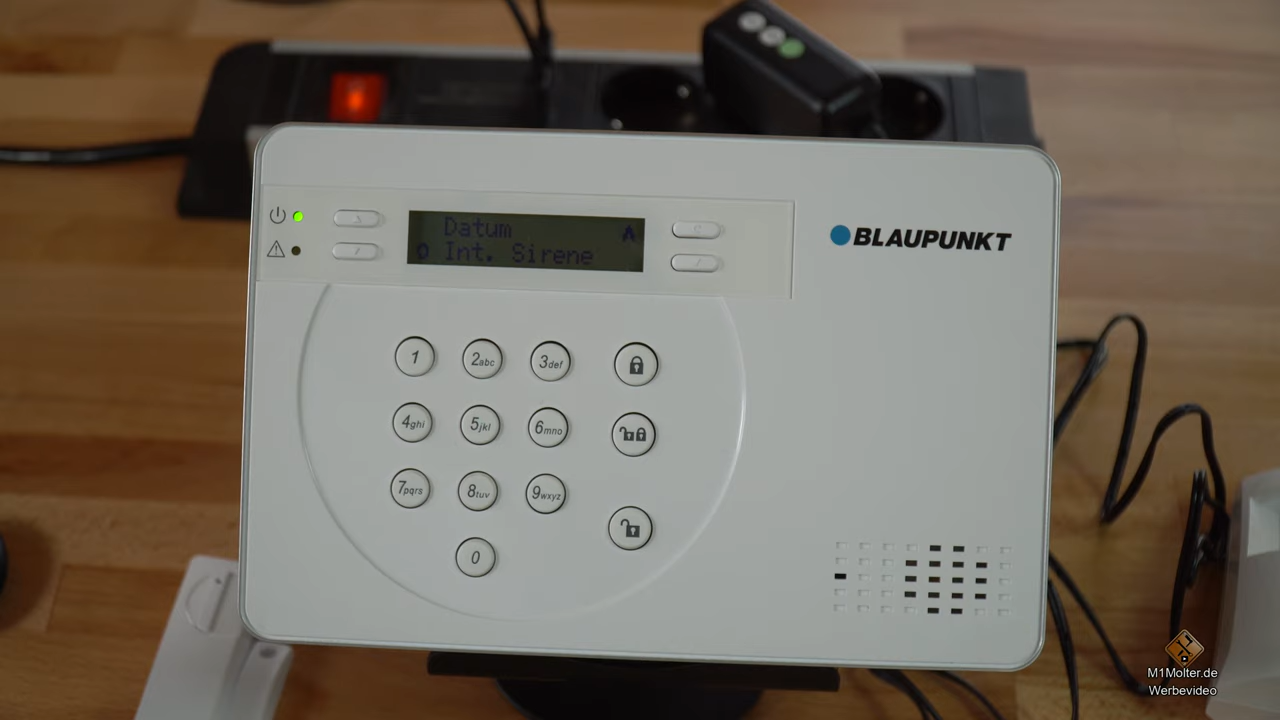 Datum
Int. Sirene
BLAUPUNKT
1
2abc
3def
4ghi
5jkl
6mno
7pqrs
8tuv
9wxyz
0
M1Molter.de
Werbevideo